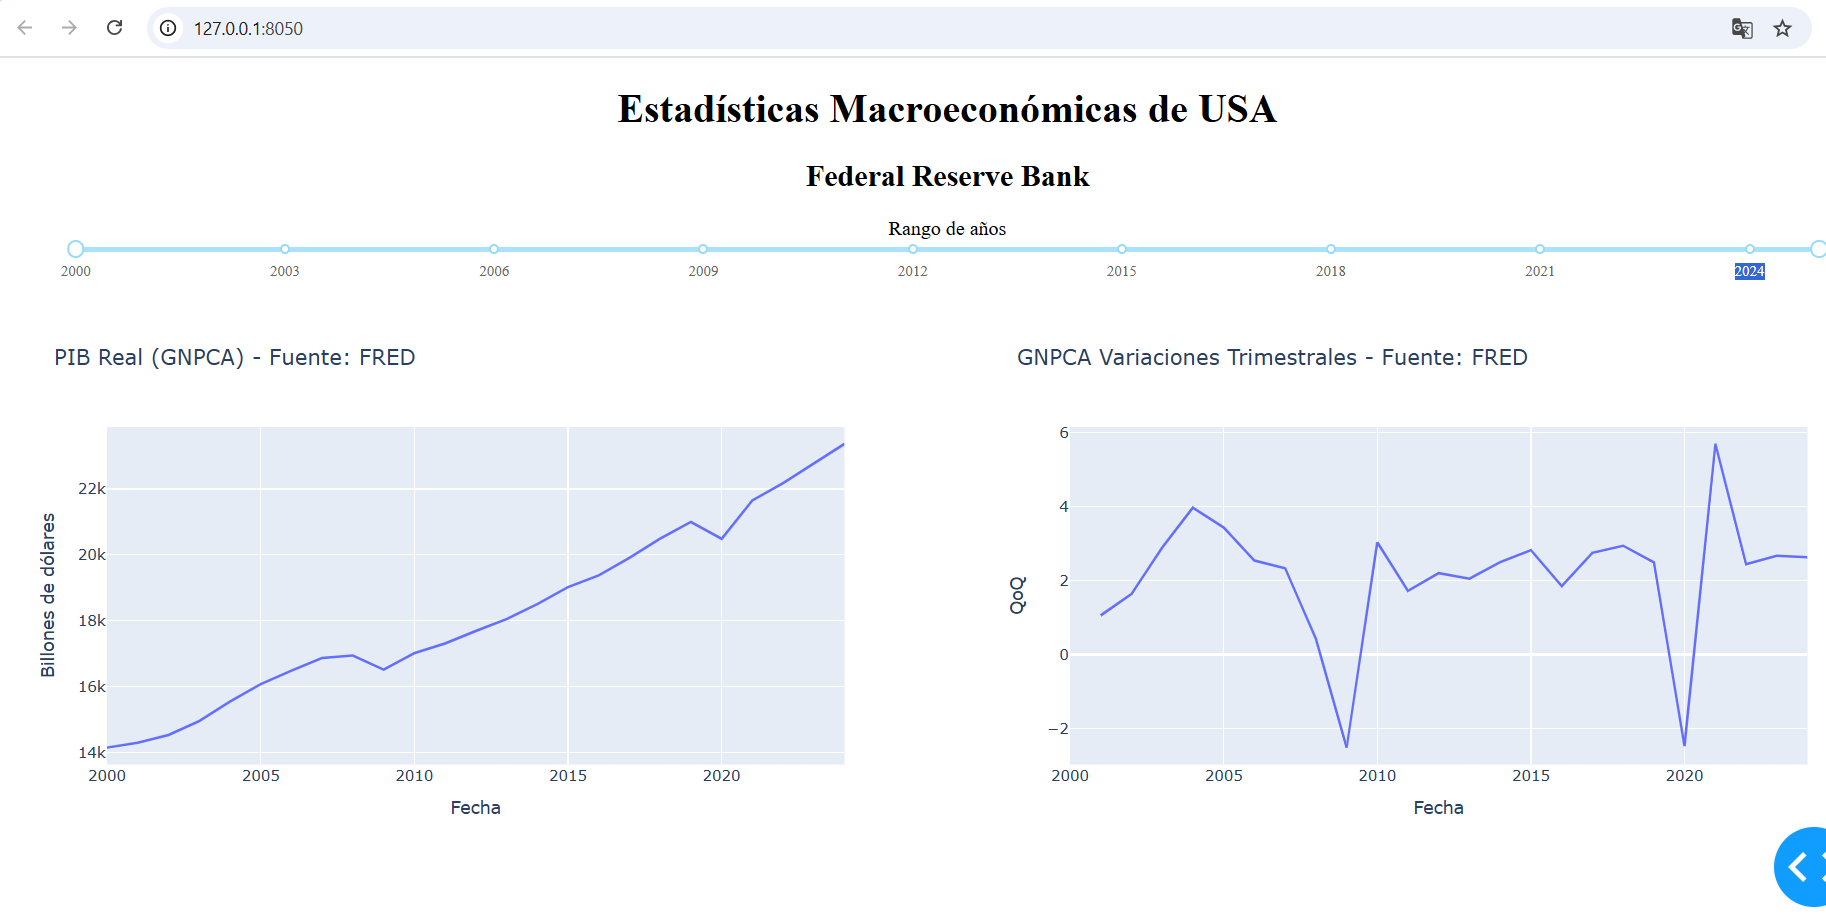 127.0.0.1:8050
Estadísticas Macroeconómicas de USA
Federal Reserve Bank
Rango de años
2000 2003 2006 2009 2012 2015 2018 2021 2024
PIB Real (GNPCA) - Fuente: FRED
22k
20k
18k
16k
14k
Billones de dólares
2000 2005 2010 2015 2020
Fecha
GNPCA Variaciones Trimestrales - Fuente: FRED
6
4
2
0
−2
QoQ
2000 2005 2010 2015 2020
Fecha